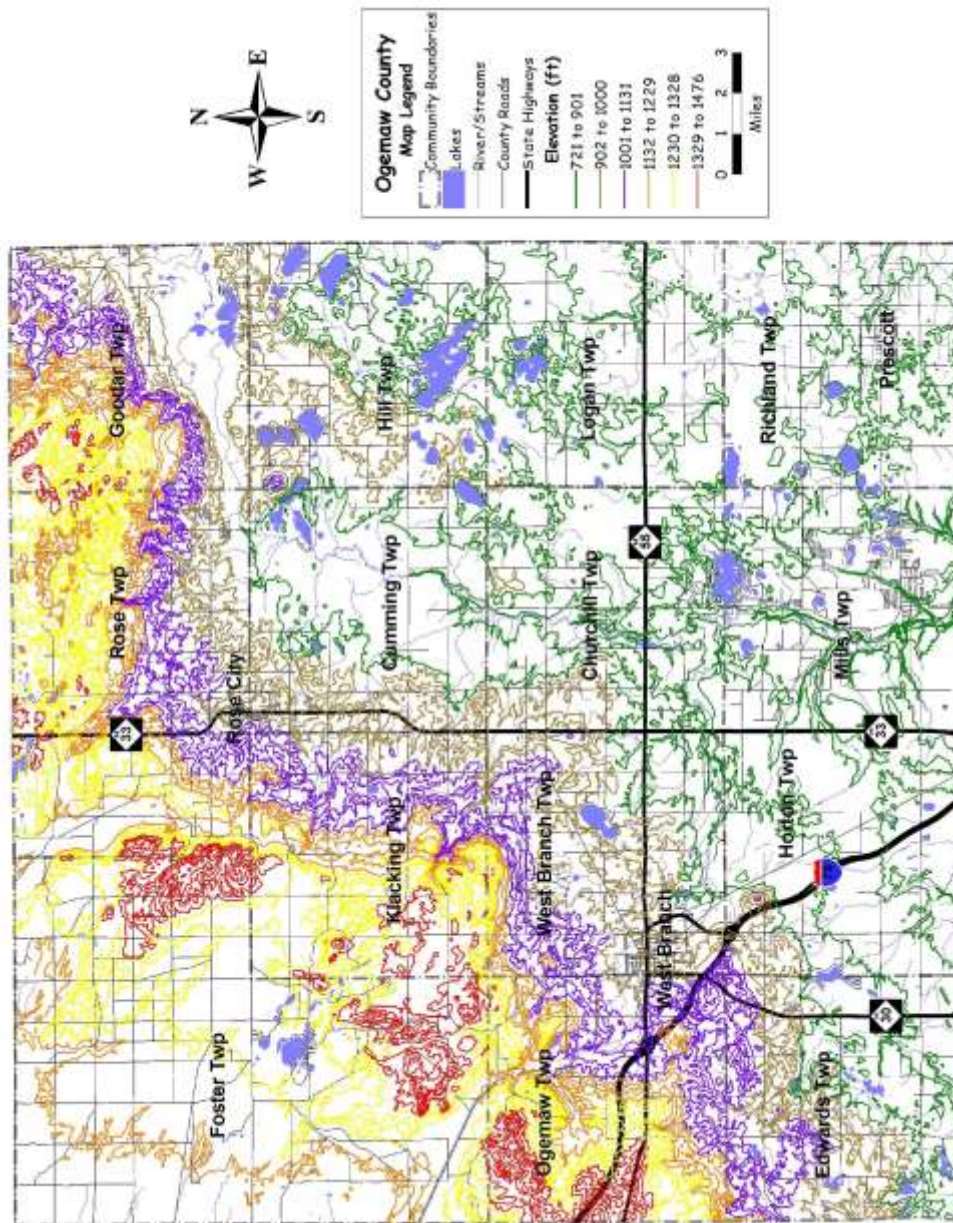 N
W
E
S
Ogemaw County
Map Legend
Community Boundaries
Lakes
River/Streams
County Roads
State Highways
Elevation (ft)
721 to 901
902 to 1000
1001 to 1131
1132 to 1229
1230 to 1328
1329 to 1476
0 1 2 3
Miles
Goodar Twp
Rose Twp
33
Foster Twp
Rose City
Klacking Twp
Cumming Twp
Hill Twp
Ogemaw Twp
West Branch Twp
Churchill Twp
Logan Twp
55
West Branch
Horton Twp
Richland Twp
Edwards Twp
Mills Twp
Prescott
30
33